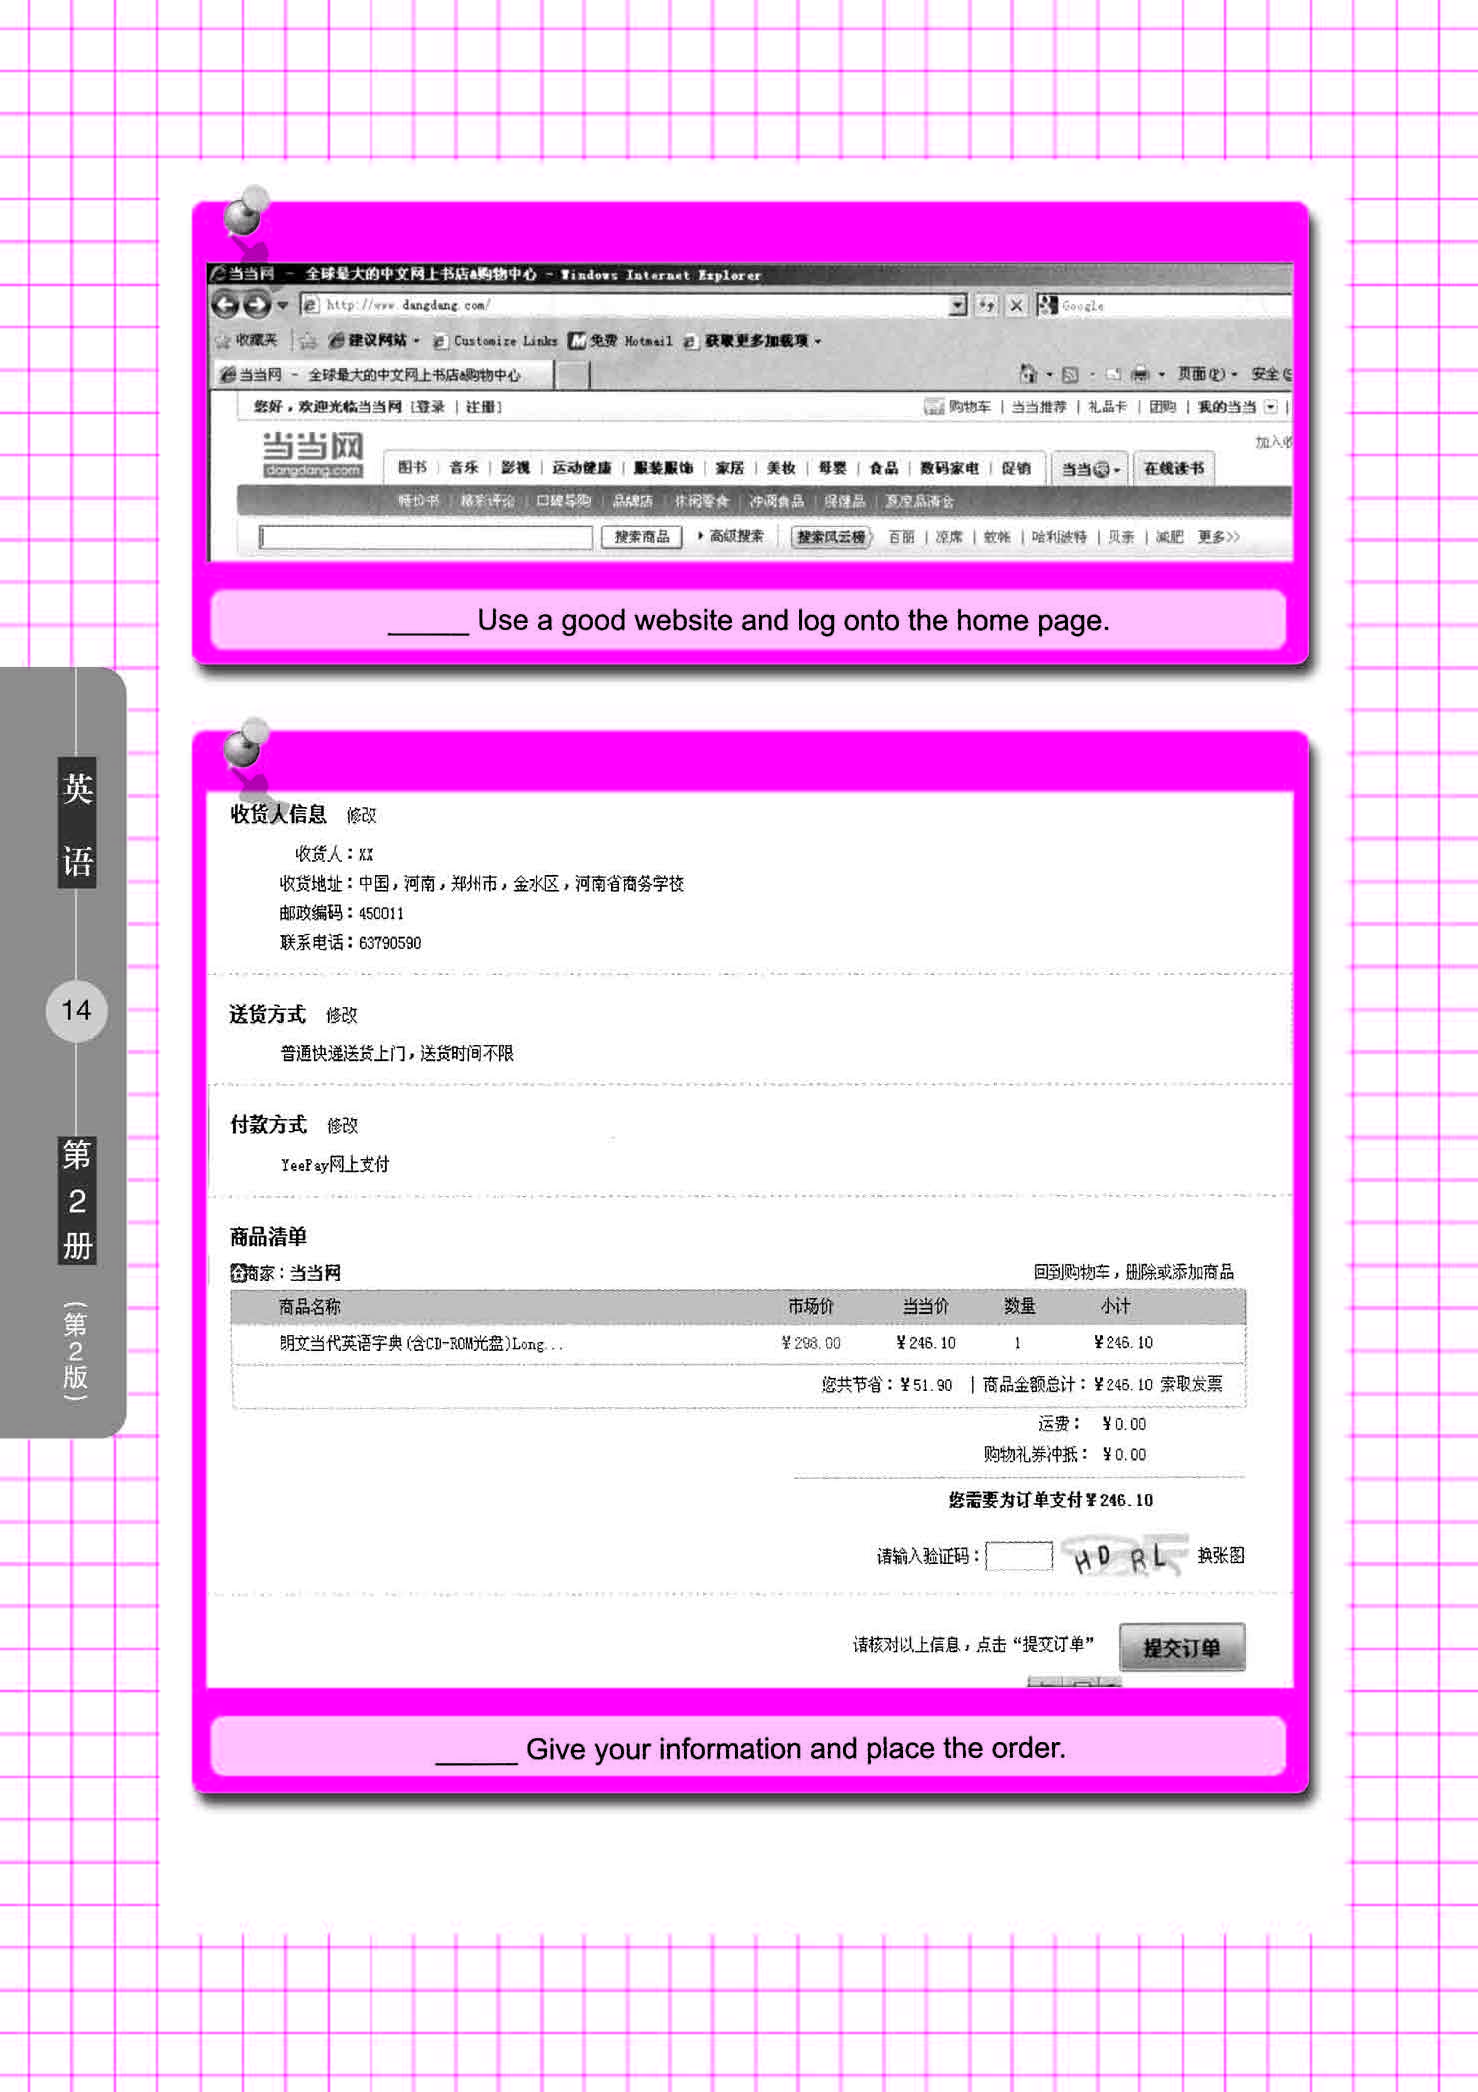 当当网 - 全球最大的中文网上书店&购物中心 - Windows Internet Explorer
http://www.dangdang.com/
Google
收藏夹 建议网站 Customize Links 免费 Hotmail 获取更多加载项
当当网 - 全球最大的中文网上书店&购物中心
页面(P) 安全(S
您好，欢迎光临当当网 [登录 | 注册]
购物车 | 当当推荐 | 礼品卡 | 团购 | 我的当当 |
加入收
当当网
dangdang.com
图书 | 音乐 | 影视 | 运动健康 | 服装服饰 | 家居 | 美妆 | 母婴 | 食品 | 数码家电 | 促销 当当 在线读书
特价书 | 精彩评论 | 口碑导购 | 品牌店 | 休闲零食 | 冲调食品 | 保健品
搜索商品 高级搜索 搜索风云榜 百丽 | 凉席 | 蚊帐 | 哈利波特 | 贝亲 | 减肥 更多>>
_____ Use a good website and log onto the home page.
英语
14
第2册
(第2版)
收货人信息 修改
收货人：XX
收货地址：中国，河南，郑州市，金水区，河南省商务学校
邮政编码：450011
联系电话：63790590
送货方式 修改
普通快递送货上门，送货时间不限
付款方式 修改
YeePay网上支付
商品清单
商家：当当网 回到购物车，删除或添加商品
商品名称 市场价 当当价 数量 小计
朗文当代英语字典(含CD-ROM光盘)Long... ¥298.00 ¥246.10 1 ¥246.10
您共节省：¥51.90 | 商品金额总计：¥246.10 索取发票
运费： ¥0.00
购物礼券冲抵： ¥0.00
您需要为订单支付¥246.10
请输入验证码： HDRL 换张图
请核对以上信息，点击“提交订单” 提交订单
_____ Give your information and place the order.